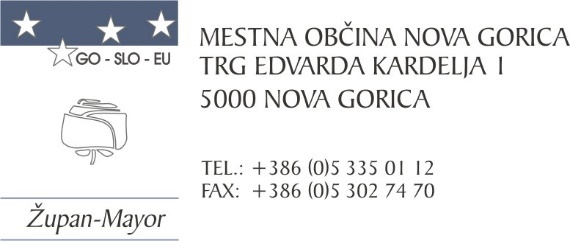 GO - SLO - EU
Župan-Mayor
MESTNA OBČINA NOVA GORICA
TRG EDVARDA KARDELJA 1
5000 NOVA GORICA
TEL.: +386 (0)5 335 01 12
FAX: +386 (0)5 302 74 70